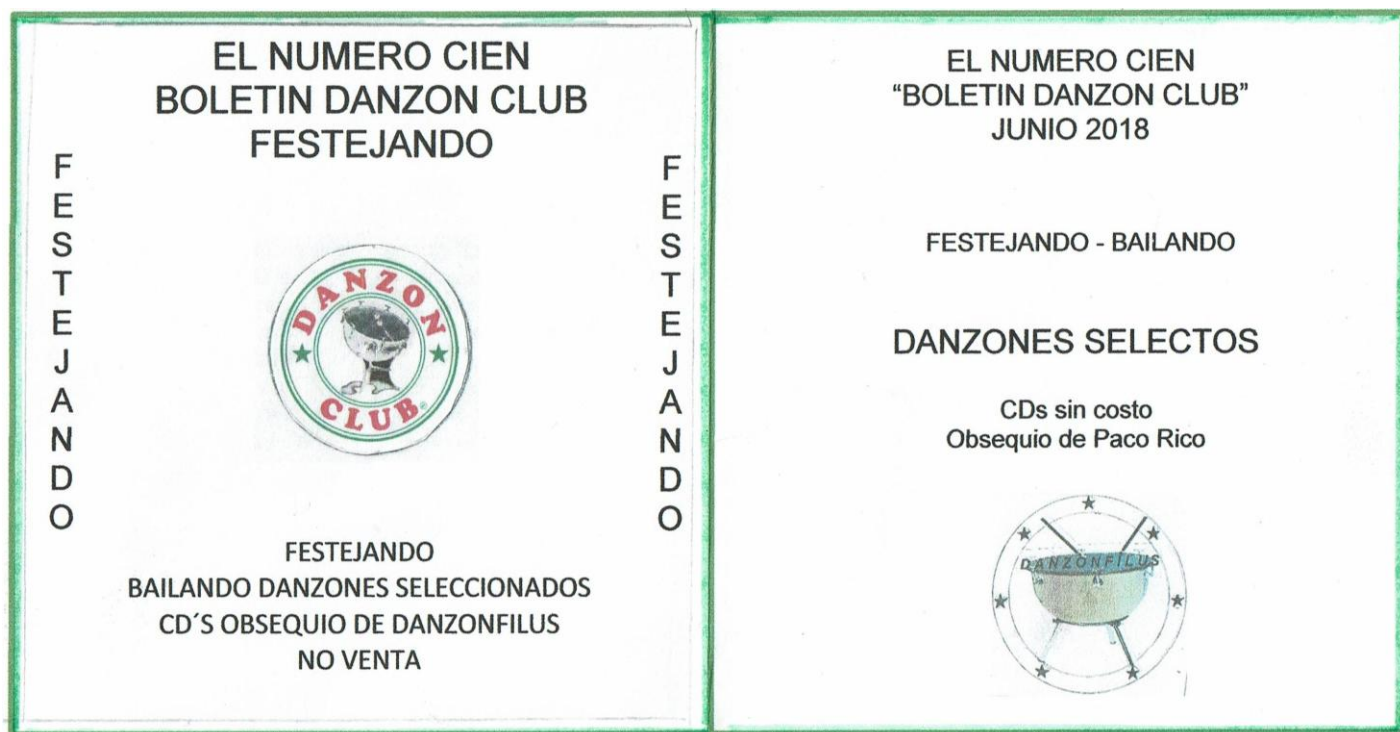 EL NUMERO CIEN
BOLETIN DANZON CLUB
FESTEJANDO
FESTEJANDO
FESTEJANDO
DANZON
CLUB®
FESTEJANDO
BAILANDO DANZONES SELECCIONADOS
CD´S OBSEQUIO DE DANZONFILUS
NO VENTA
EL NUMERO CIEN
“BOLETIN DANZON CLUB”
JUNIO 2018
FESTEJANDO - BAILANDO
DANZONES SELECTOS
CDs sin costo
Obsequio de Paco Rico
DANZONFILUS